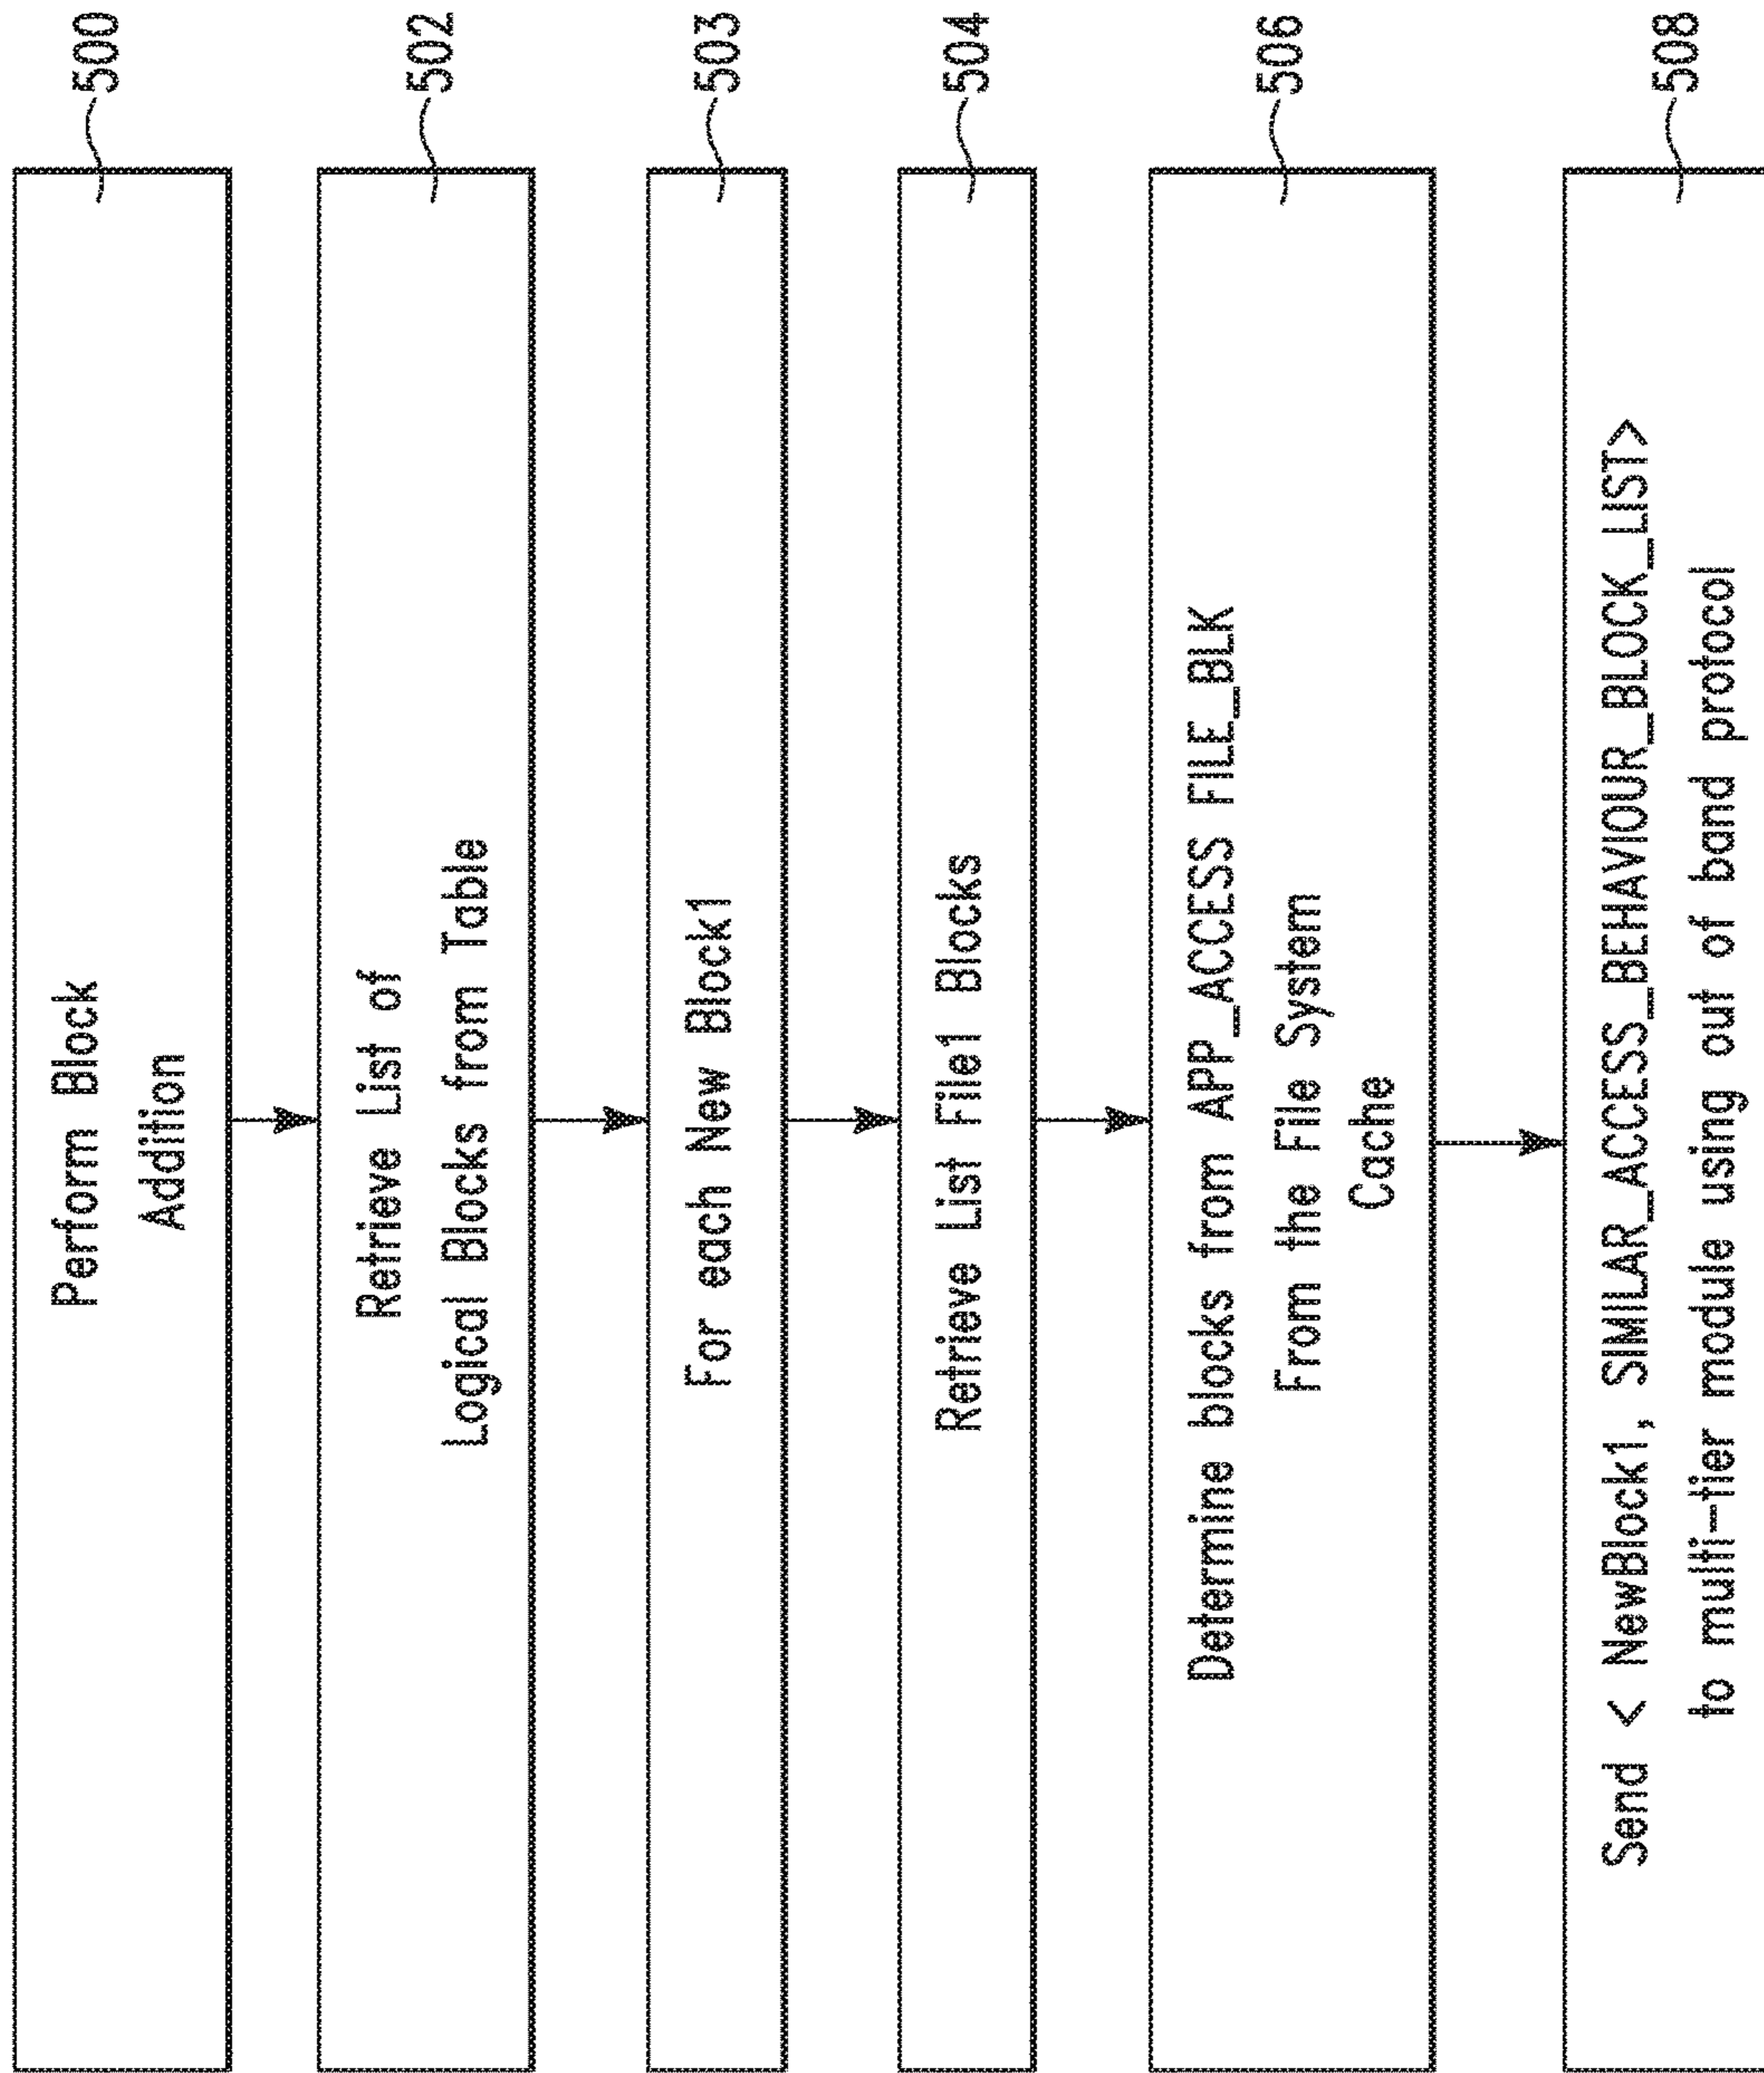 Perform Block
Addition
500
Retrieve List of
Logical Blocks from Table
502
For each New Block1
503
Retrieve List File1 Blocks
504
Determine blocks from APP_ACCESS FILE_BLK
From the File System
Cache
506
Send < NewBlock1, SIMILAR_ACCESS_BEHAVIOUR_BLOCK_LIST>
to multi-tier module using out of band protocol
508